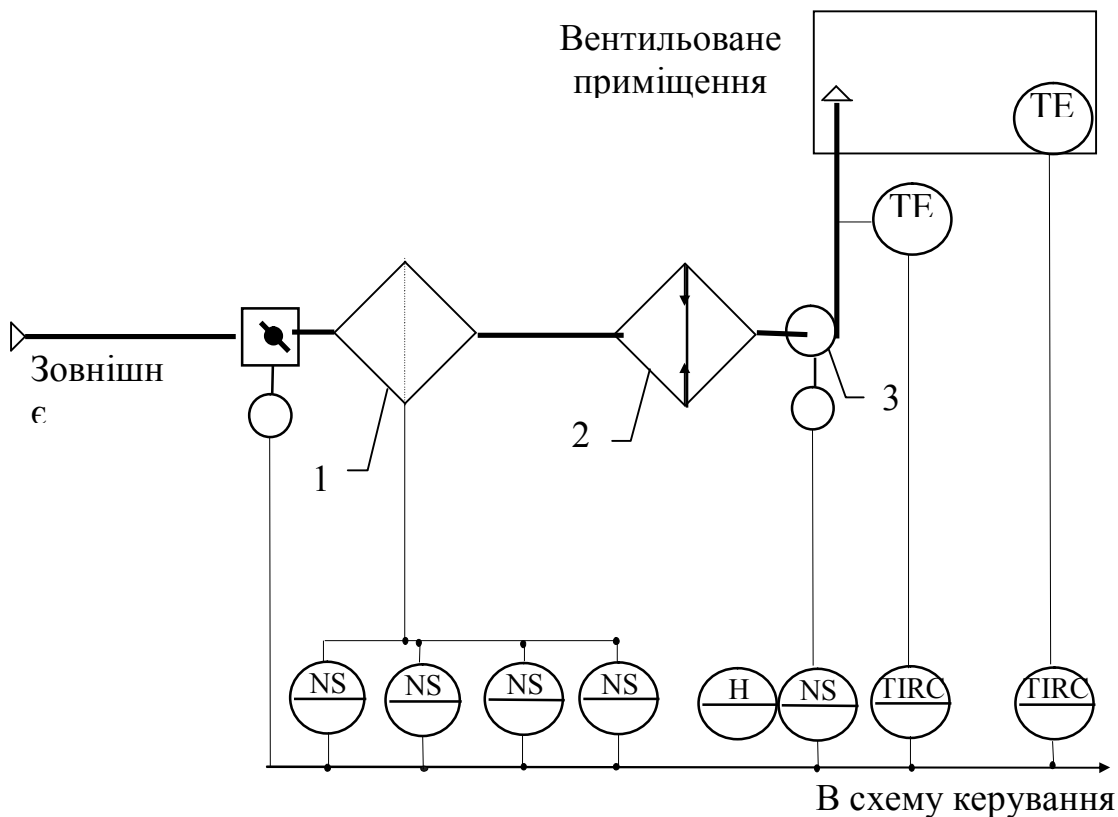 Вентильоване
приміщення
TE
TE
Зовнішн
є
1
2
3
NS
NS
NS
NS
H
NS
TIRC
TIRC
В схему керування